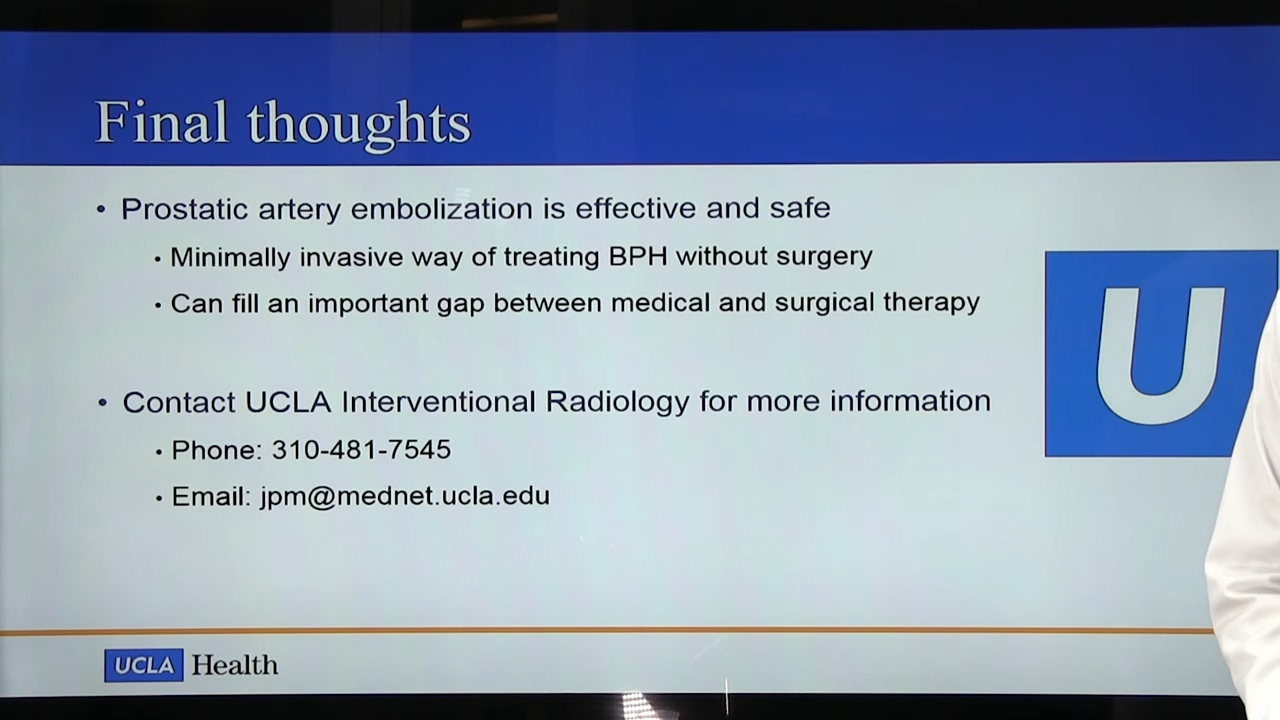 Final thoughts
• Prostatic artery embolization is effective and safe
• Minimally invasive way of treating BPH without surgery
• Can fill an important gap between medical and surgical therapy
• Contact UCLA Interventional Radiology for more information
• Phone: 310-481-7545
• Email: jpm@mednet.ucla.edu
U
UCLA Health